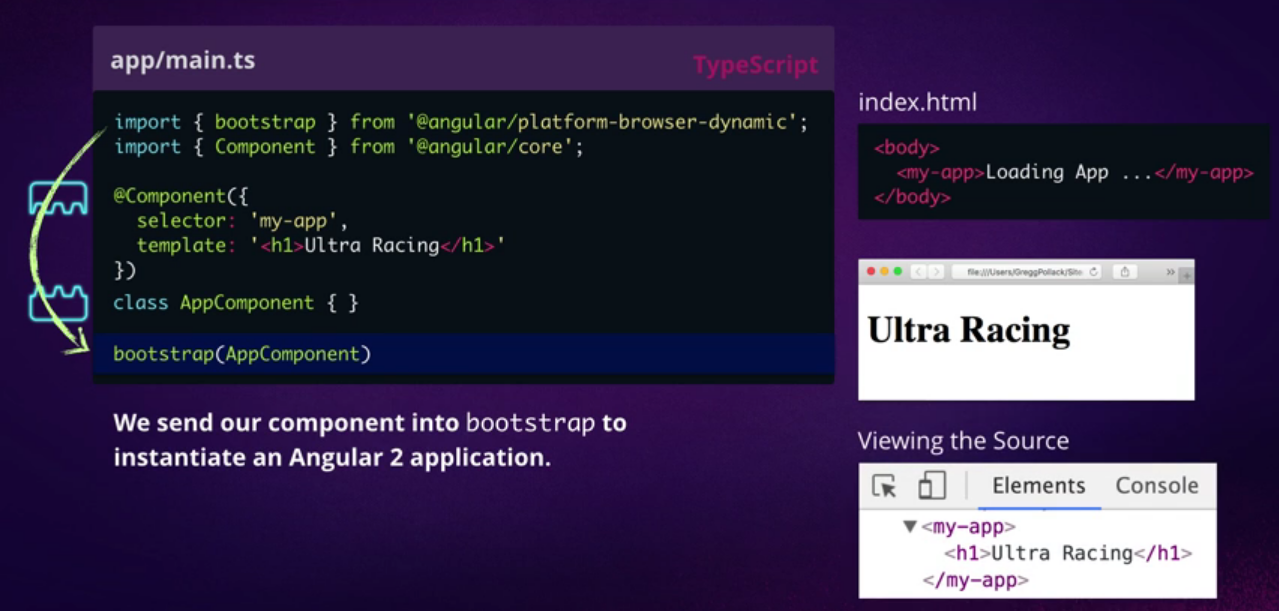 app/main.ts
TypeScript
import { bootstrap } from '@angular/platform-browser-dynamic';
import { Component } from '@angular/core';
@Component({
selector: 'my-app',
template: '<h1>Ultra Racing</h1>'
})
class AppComponent { }
bootstrap(AppComponent)
We send our component into bootstrap to
instantiate an Angular 2 application.
index.html
<body>
<my-app>Loading App ...</my-app>
</body>
file:///Users/GreggPollack/Site
Ultra Racing
Viewing the Source
Elements Console
<my-app>
<h1>Ultra Racing</h1>
</my-app>